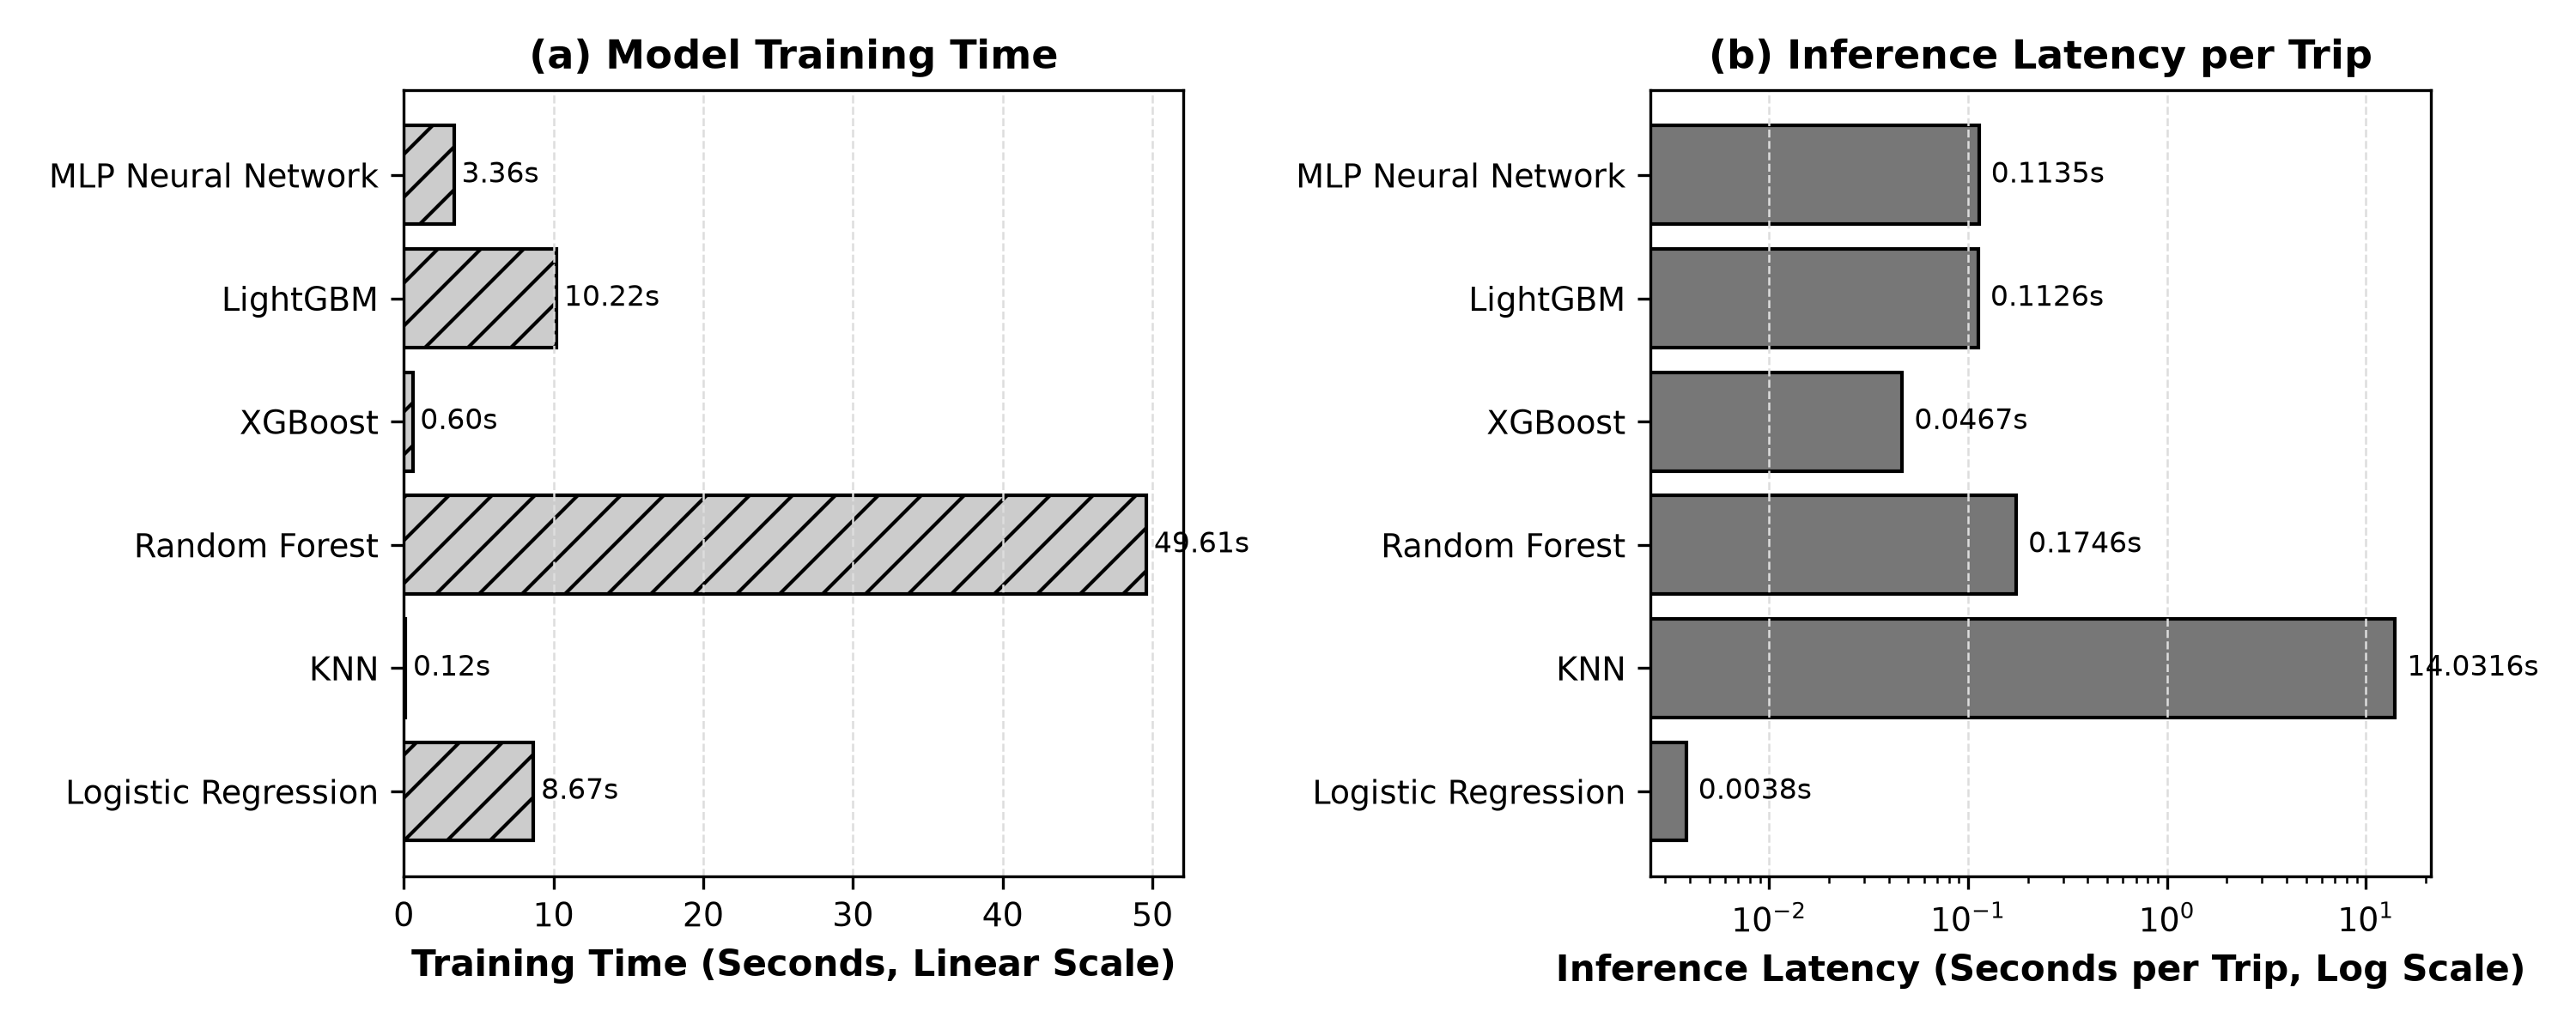 (a) Model Training Time
MLP Neural Network
3.36s
LightGBM
10.22s
XGBoost
0.60s
Random Forest
49.61s
KNN
0.12s
Logistic Regression
8.67s
0 10 20 30 40 50
Training Time (Seconds, Linear Scale)
(b) Inference Latency per Trip
MLP Neural Network
0.1135s
LightGBM
0.1126s
XGBoost
0.0467s
Random Forest
0.1746s
KNN
14.0316s
Logistic Regression
0.0038s
10⁻² 10⁻¹ 10⁰ 10¹
Inference Latency (Seconds per Trip, Log Scale)